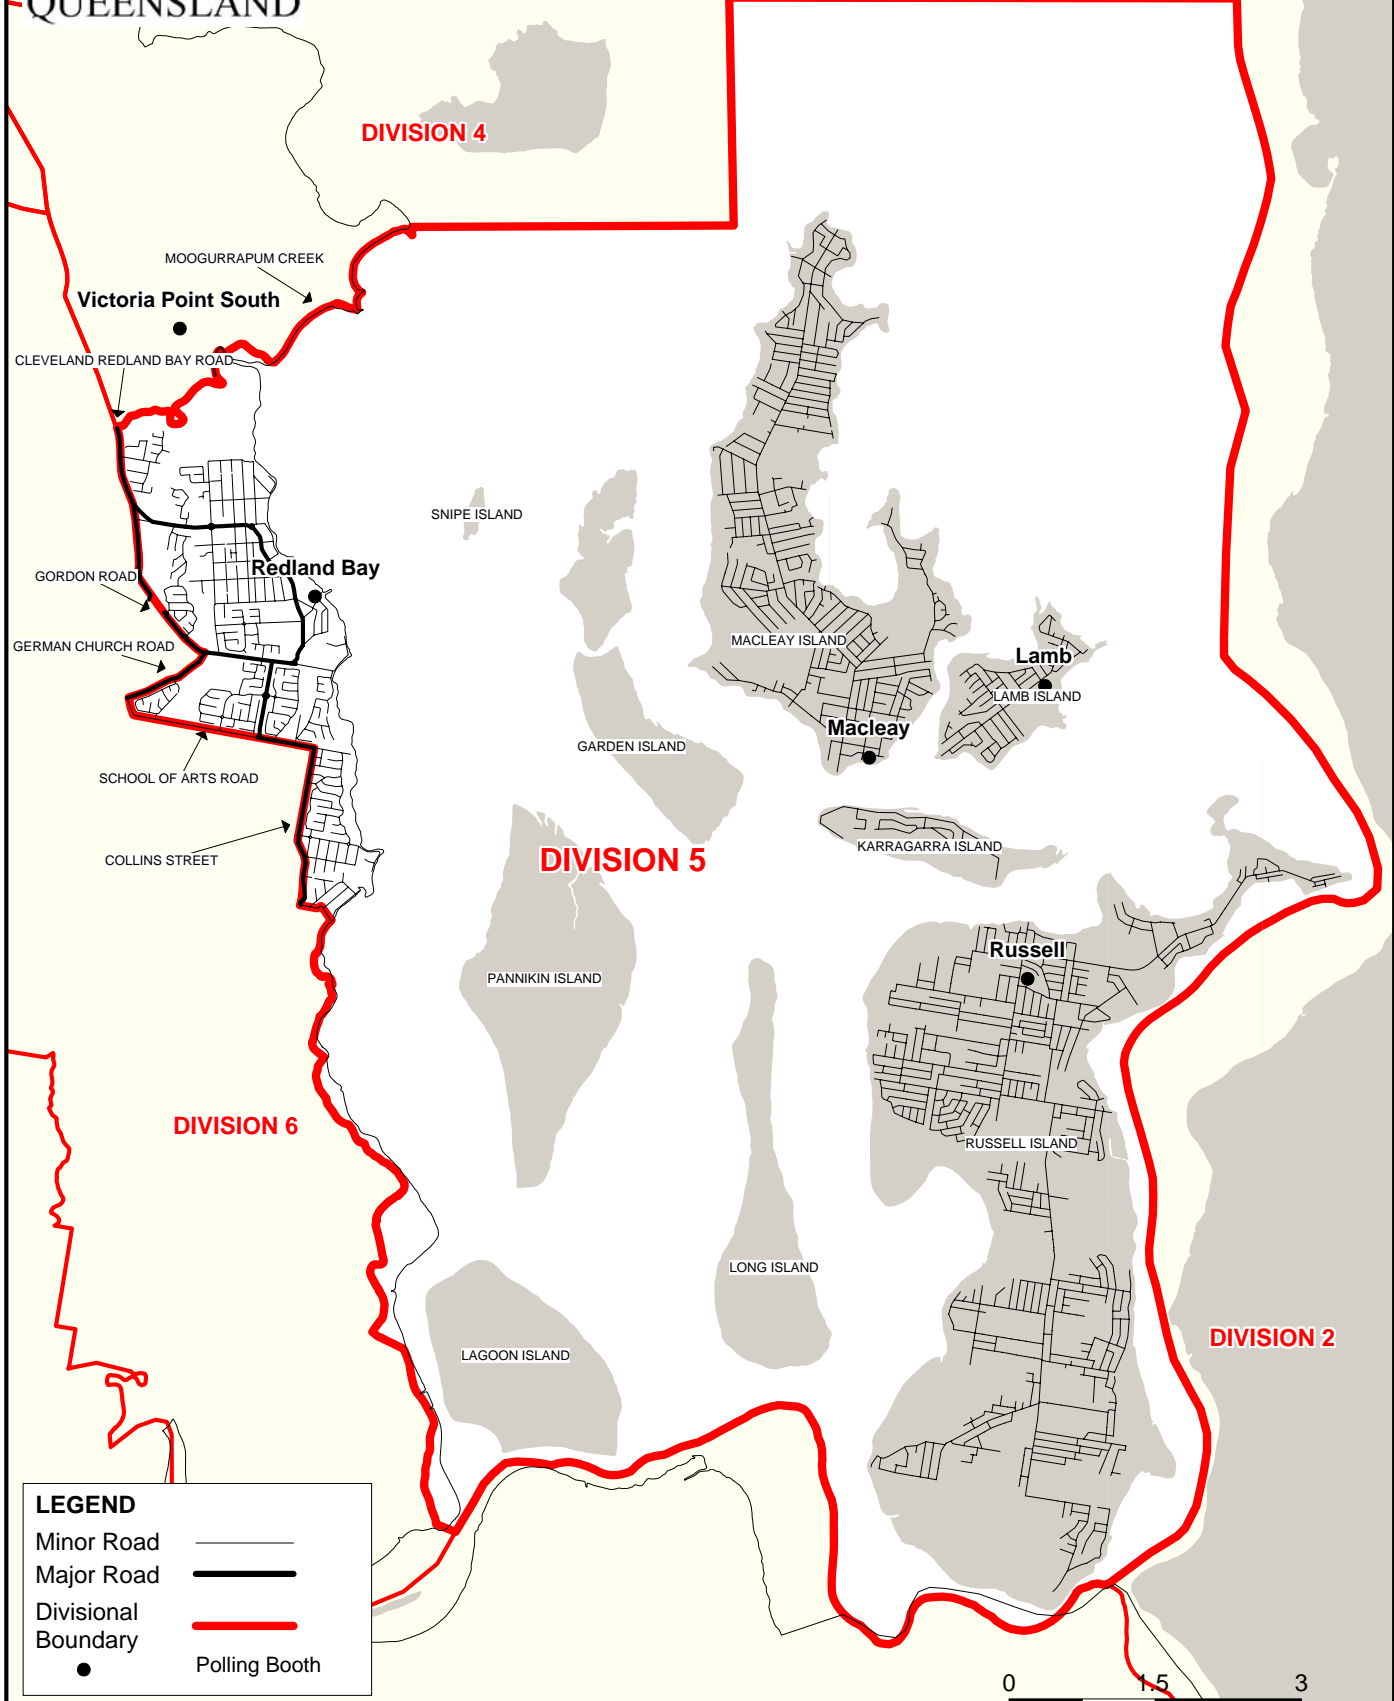 QUEENSLAND
DIVISION 4
MOOGURRAPUM CREEK
Victoria Point South
CLEVELAND REDLAND BAY ROAD
SNIPE ISLAND
Redland Bay
GORDON ROAD
GERMAN CHURCH ROAD
MACLEAY ISLAND
Lamb
LAMB ISLAND
Macleay
GARDEN ISLAND
SCHOOL OF ARTS ROAD
COLLINS STREET
DIVISION 5
KARRAGARRA ISLAND
Russell
PANNIKIN ISLAND
DIVISION 6
RUSSELL ISLAND
LONG ISLAND
DIVISION 2
LAGOON ISLAND
LEGEND
Minor Road
Major Road
Divisional
Boundary
Polling Booth
0 1.5 3